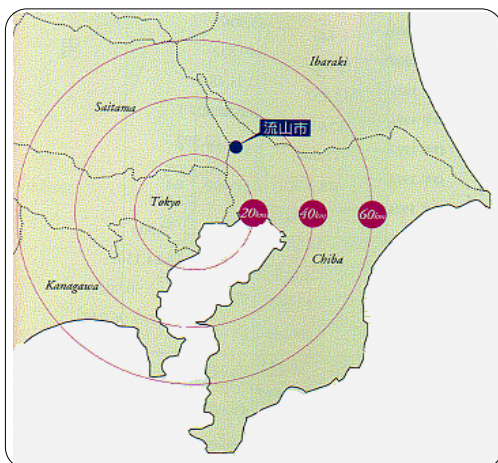 Ibaraki
Saitama
流山市
Tokyo
20km
40km
60km
Chiba
Kanagawa